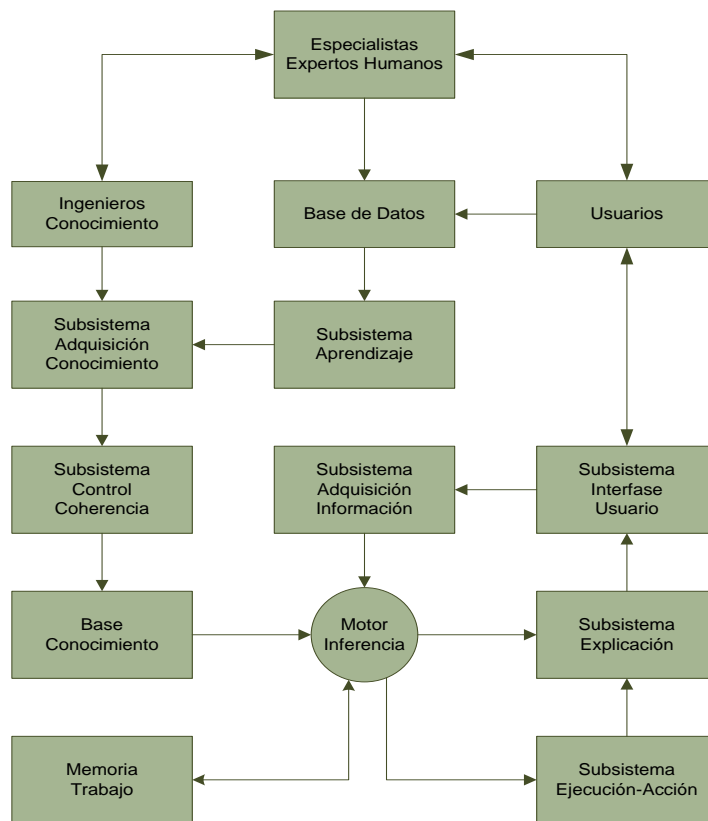 Especialistas
Expertos Humanos
Ingenieros
Conocimiento
Base de Datos
Usuarios
Subsistema
Adquisición
Conocimiento
Subsistema
Aprendizaje
Subsistema
Control
Coherencia
Subsistema
Adquisición
Información
Subsistema
Interfase
Usuario
Base
Conocimiento
Motor
Inferencia
Subsistema
Explicación
Memoria
Trabajo
Subsistema
Ejecución-Acción